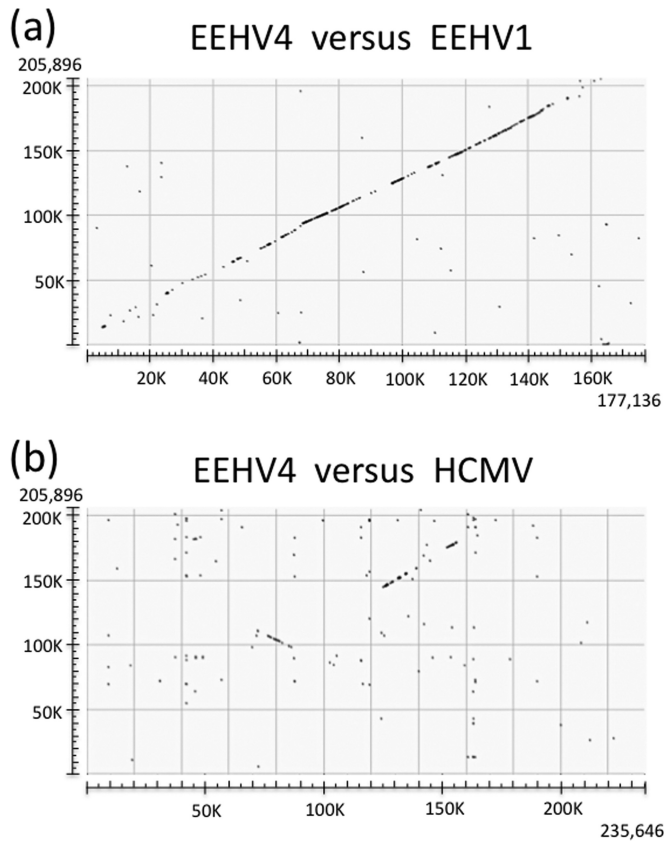 (a)
EEHV4 versus EEHV1
205,896
200K
150K
100K
50K
20K 40K 60K 80K 100K 120K 140K 160K
177,136
(b)
EEHV4 versus HCMV
205,896
200K
150K
100K
50K
50K 100K 150K 200K
235,646